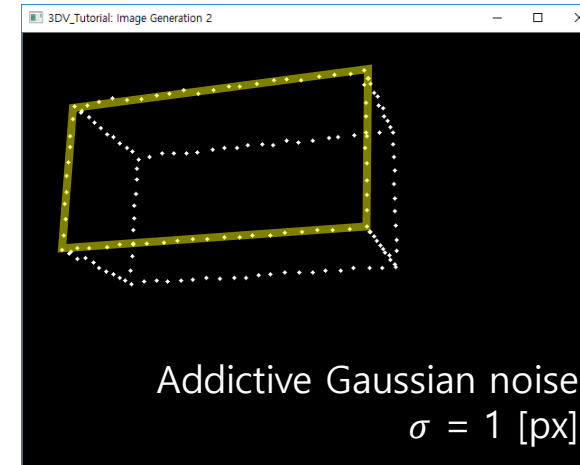 3DV_Tutorial: Image Generation 2
Addictive Gaussian noise
σ = 1 [px]